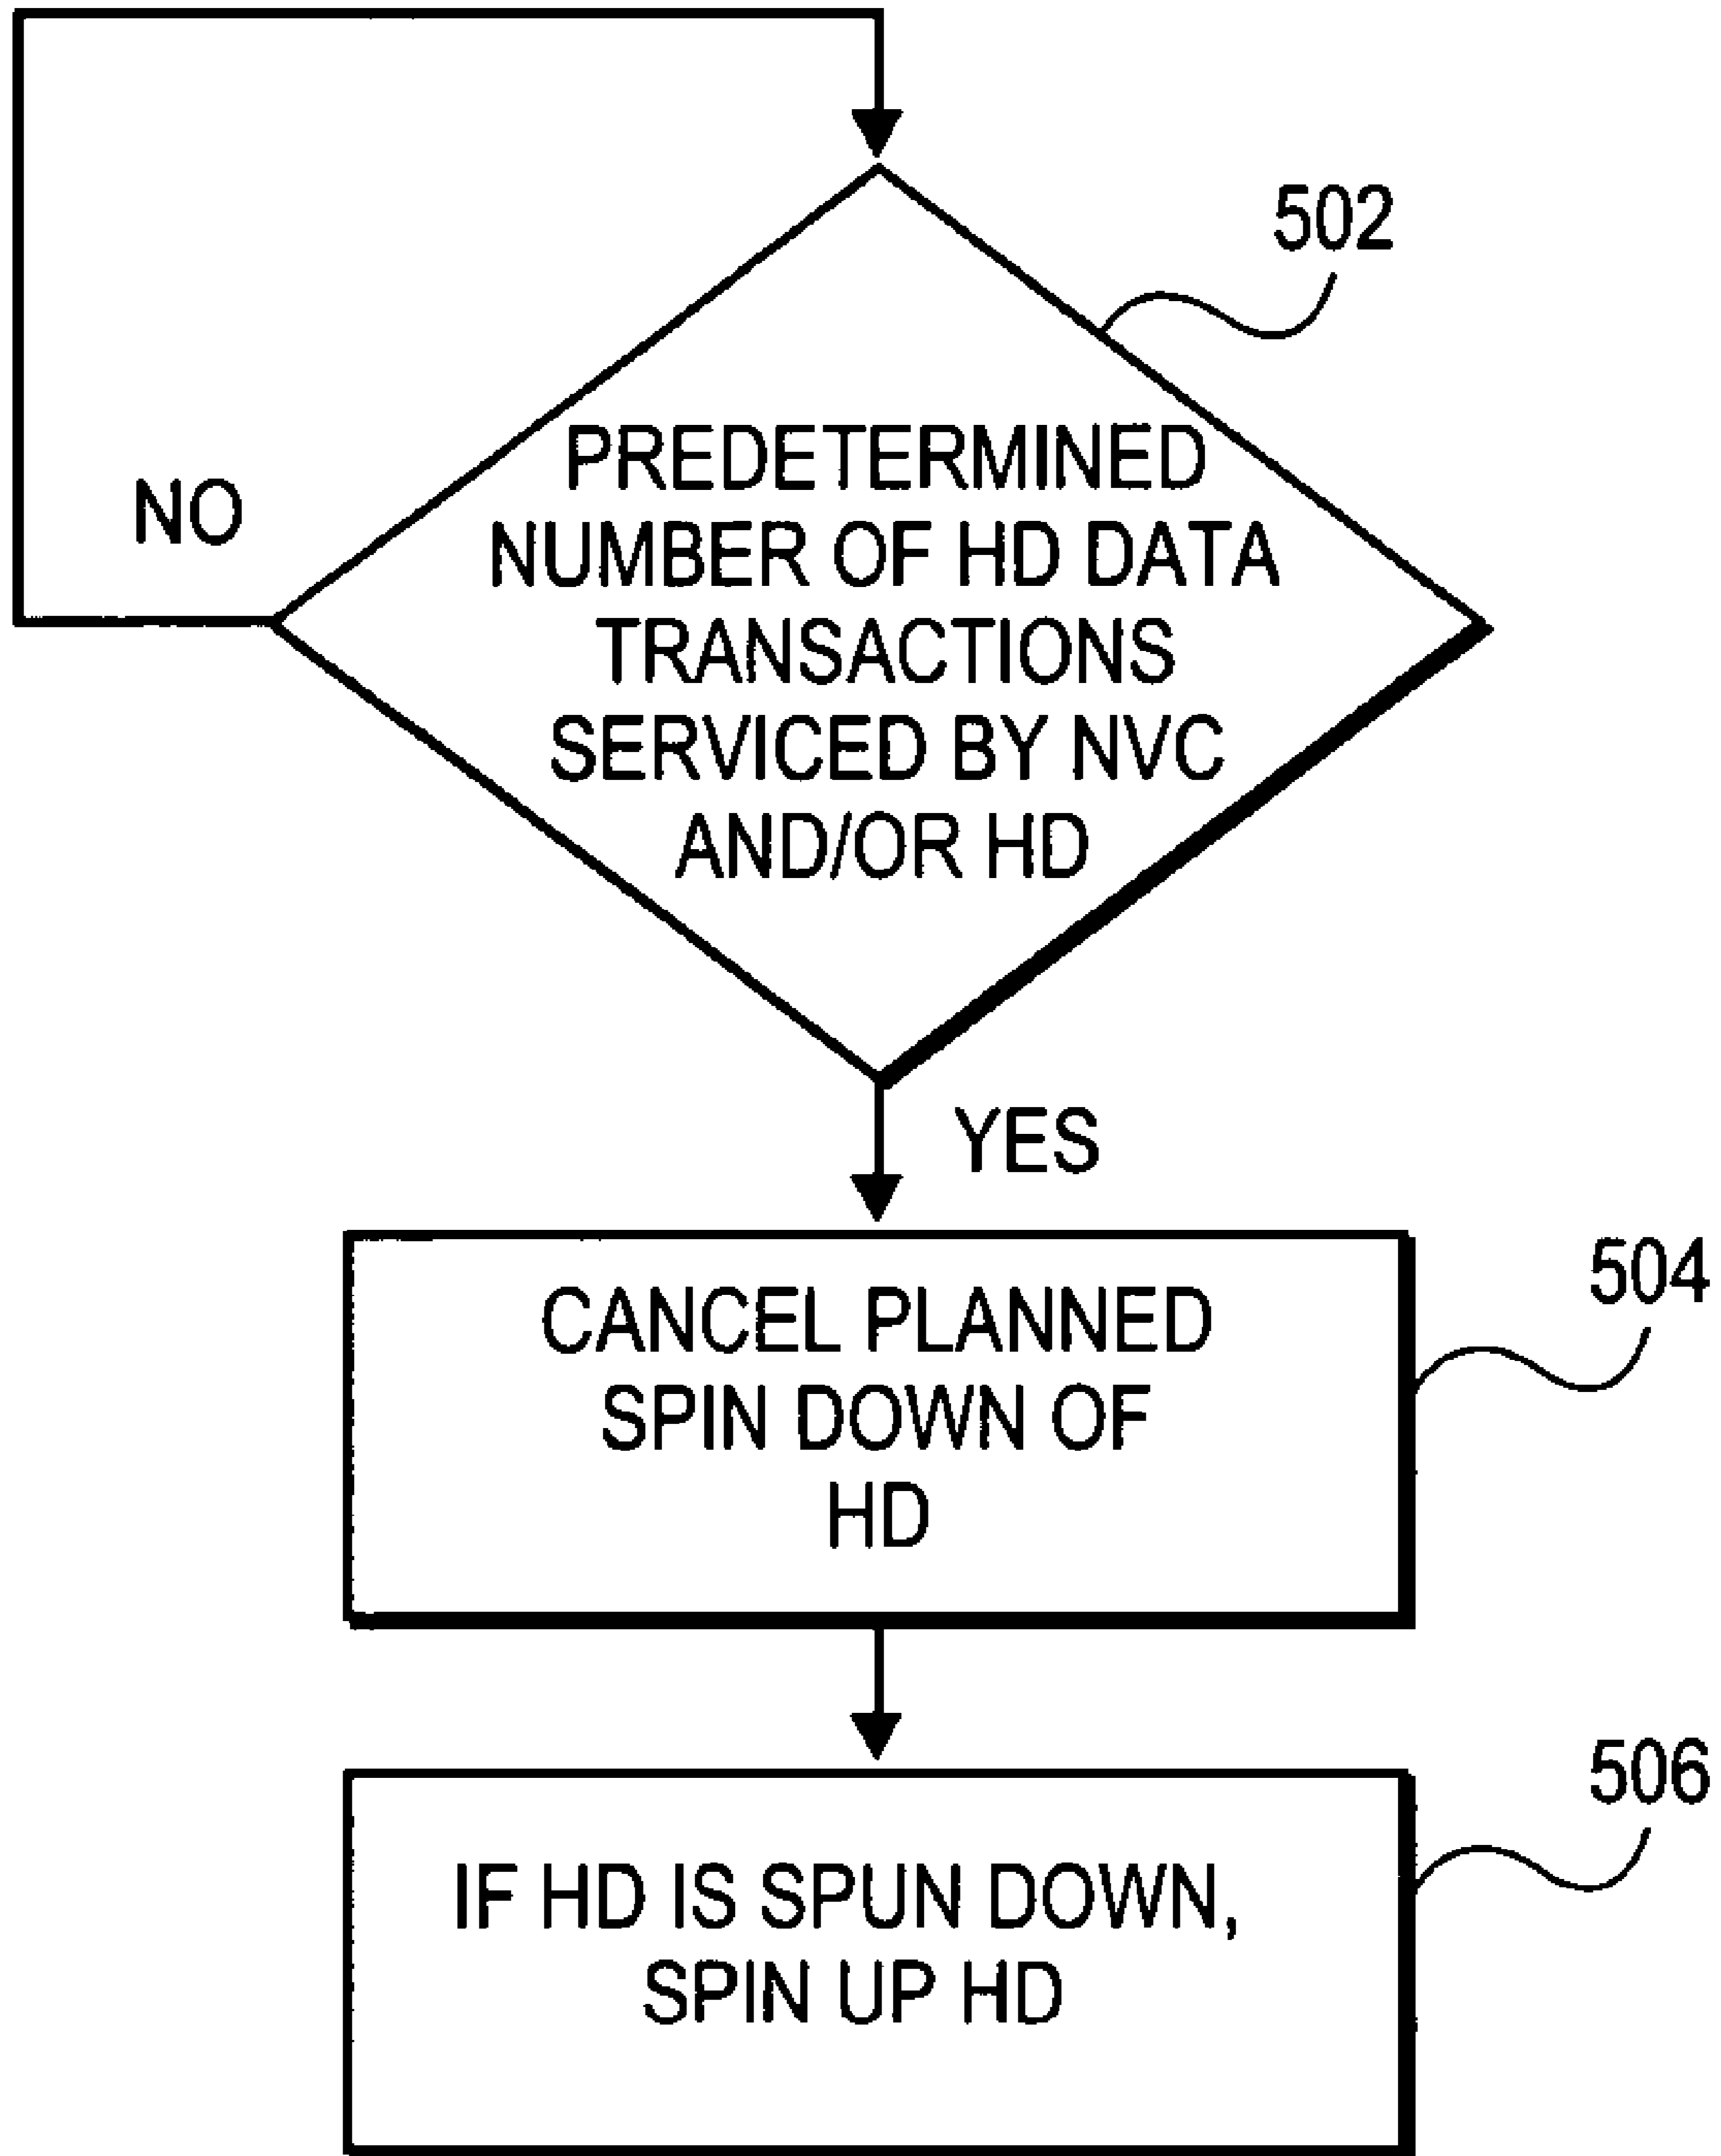 502
PREDETERMINED
NUMBER OF HD DATA
TRANSACTIONS
SERVICED BY NVC
AND/OR HD
NO
YES
504
CANCEL PLANNED
SPIN DOWN OF
HD
506
IF HD IS SPUN DOWN,
SPIN UP HD